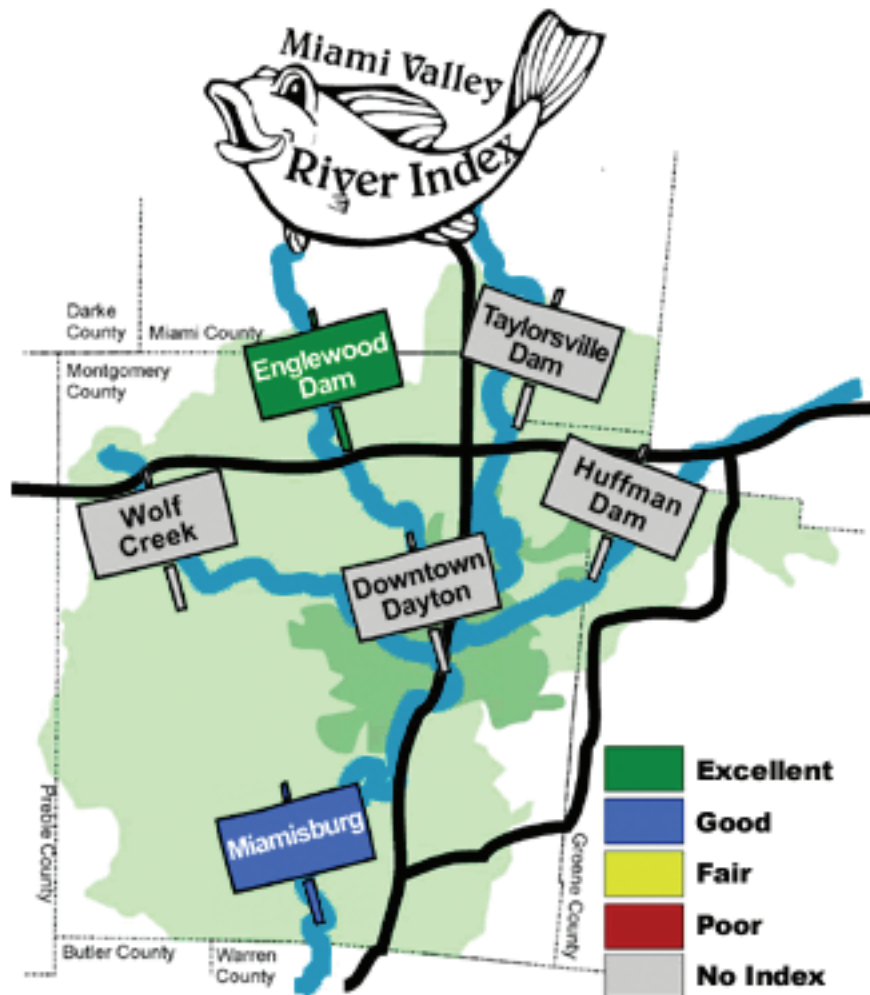 Miami Valley
River Index
Darke
County
Miami County
Montgomery
County
Englewood
Dam
Taylorsville
Dam
Wolf
Creek
Huffman
Dam
Downtown
Dayton
Miamisburg
Preble County
Greene County
Butler County
Warren
County
Excellent
Good
Fair
Poor
No Index